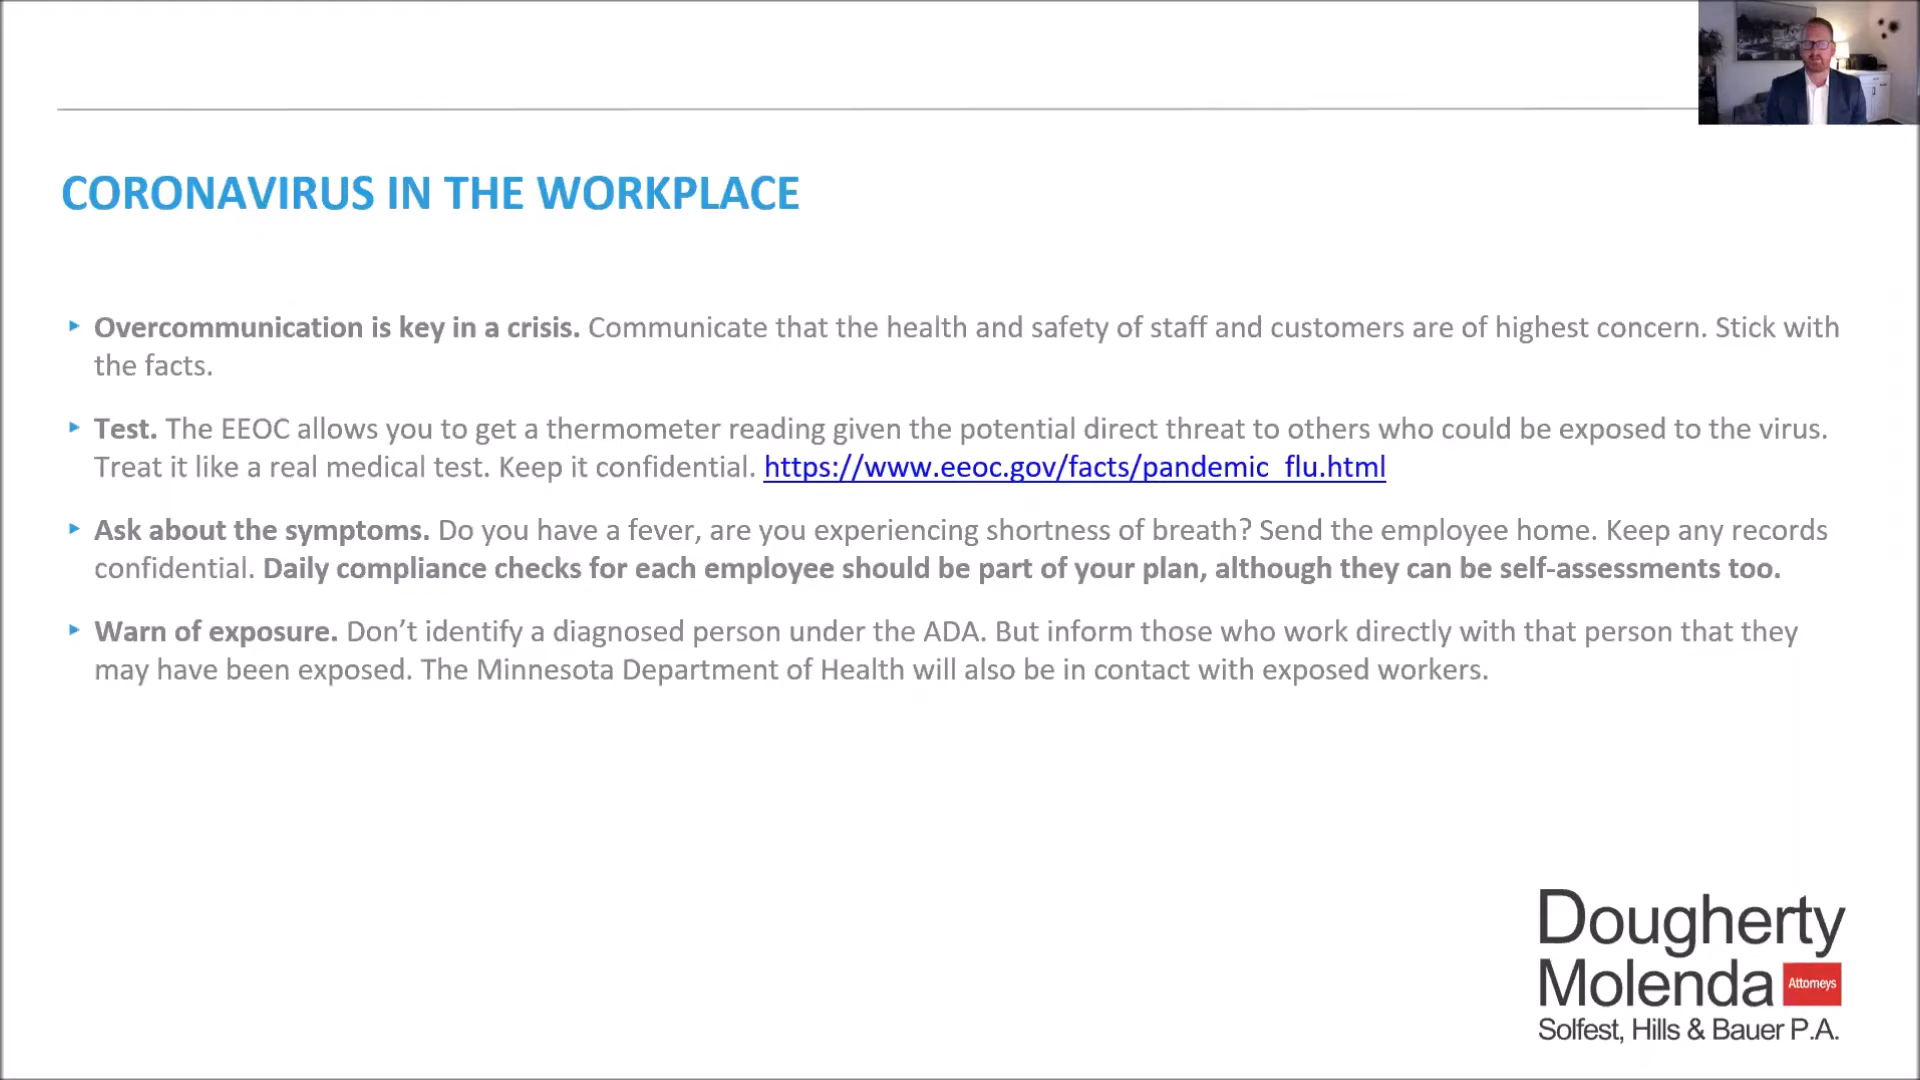 CORONAVIRUS IN THE WORKPLACE
Overcommunication is key in a crisis. Communicate that the health and safety of staff and customers are of highest concern. Stick with
the facts.
Test. The EEOC allows you to get a thermometer reading given the potential direct threat to others who could be exposed to the virus.
Treat it like a real medical test. Keep it confidential. https://www.eeoc.gov/facts/pandemic_flu.html
Ask about the symptoms. Do you have a fever, are you experiencing shortness of breath? Send the employee home. Keep any records
confidential. Daily compliance checks for each employee should be part of your plan, although they can be self-assessments too.
Warn of exposure. Don’t identify a diagnosed person under the ADA. But inform those who work directly with that person that they
may have been exposed. The Minnesota Department of Health will also be in contact with exposed workers.
Dougherty
Molenda Attorneys
Solfest, Hills & Bauer P.A.